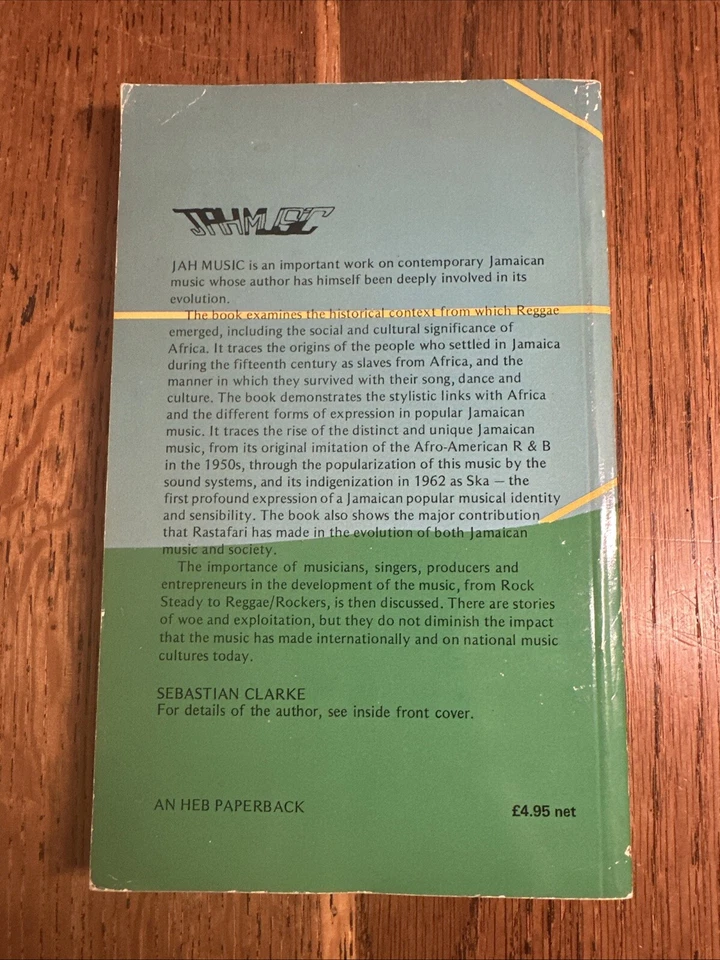 JAH MUSIC
JAH MUSIC is an important work on contemporary Jamaican
music whose author has himself been deeply involved in its
evolution.
The book examines the historical context from which Reggae
emerged, including the social and cultural significance of
Africa. It traces the origins of the people who settled in Jamaica
during the fifteenth century as slaves from Africa, and the
manner in which they survived with their song, dance and
culture. The book demonstrates the stylistic links with Africa
and the different forms of expression in popular Jamaican
music. It traces the rise of the distinct and unique Jamaican
music, from its original imitation of the Afro-American R & B
in the 1950s, through the popularization of this music by the
sound systems, and its indigenization in 1962 as Ska — the
first profound expression of a Jamaican popular musical identity
and sensibility. The book also shows the major contribution
that Rastafari has made in the evolution of both Jamaican
music and society.
The importance of musicians, singers, producers and
entrepreneurs in the development of the music, from Rock
Steady to Reggae/Rockers, is then discussed. There are stories
of woe and exploitation, but they do not diminish the impact
that the music has made internationally and on national music
cultures today.
SEBASTIAN CLARKE
For details of the author, see inside front cover.
AN HEB PAPERBACK
£4.95 net